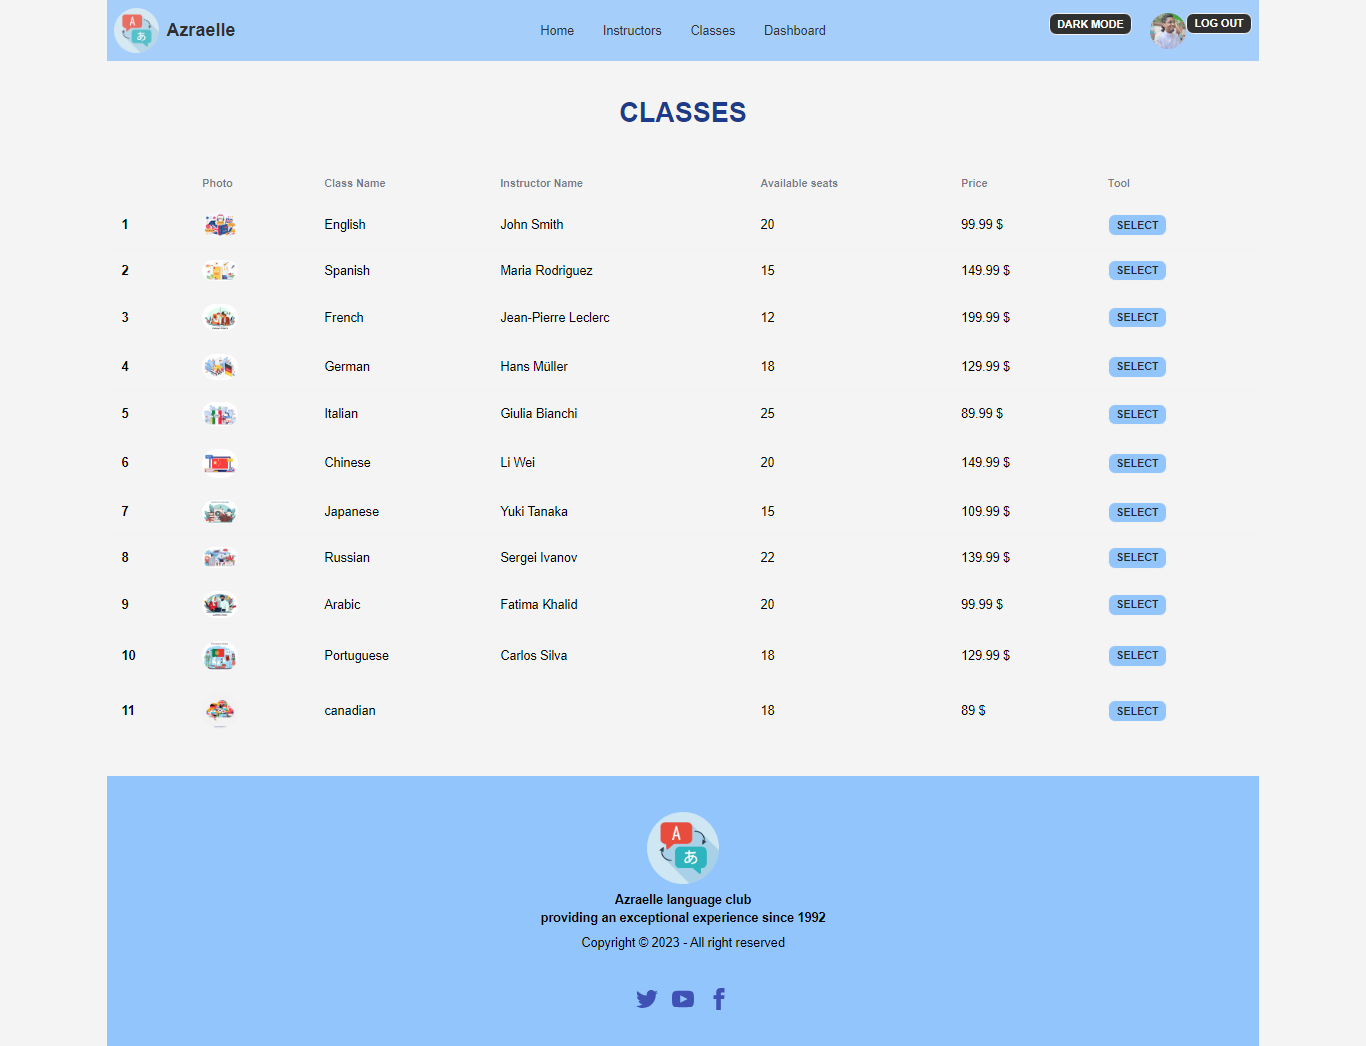 Azraelle
Home Instructors Classes Dashboard
DARK MODE
LOG OUT
CLASSES
Photo Class Name Instructor Name Available seats Price Tool
1 English John Smith 20 99.99 $ SELECT
2 Spanish Maria Rodriguez 15 149.99 $ SELECT
3 French Jean-Pierre Leclerc 12 199.99 $ SELECT
4 German Hans Müller 18 129.99 $ SELECT
5 Italian Giulia Bianchi 25 89.99 $ SELECT
6 Chinese Li Wei 20 149.99 $ SELECT
7 Japanese Yuki Tanaka 15 109.99 $ SELECT
8 Russian Sergei Ivanov 22 139.99 $ SELECT
9 Arabic Fatima Khalid 20 99.99 $ SELECT
10 Portuguese Carlos Silva 18 129.99 $ SELECT
11 canadian 18 89 $ SELECT
A
あ
Azraelle language club
providing an exceptional experience since 1992
Copyright © 2023 - All right reserved